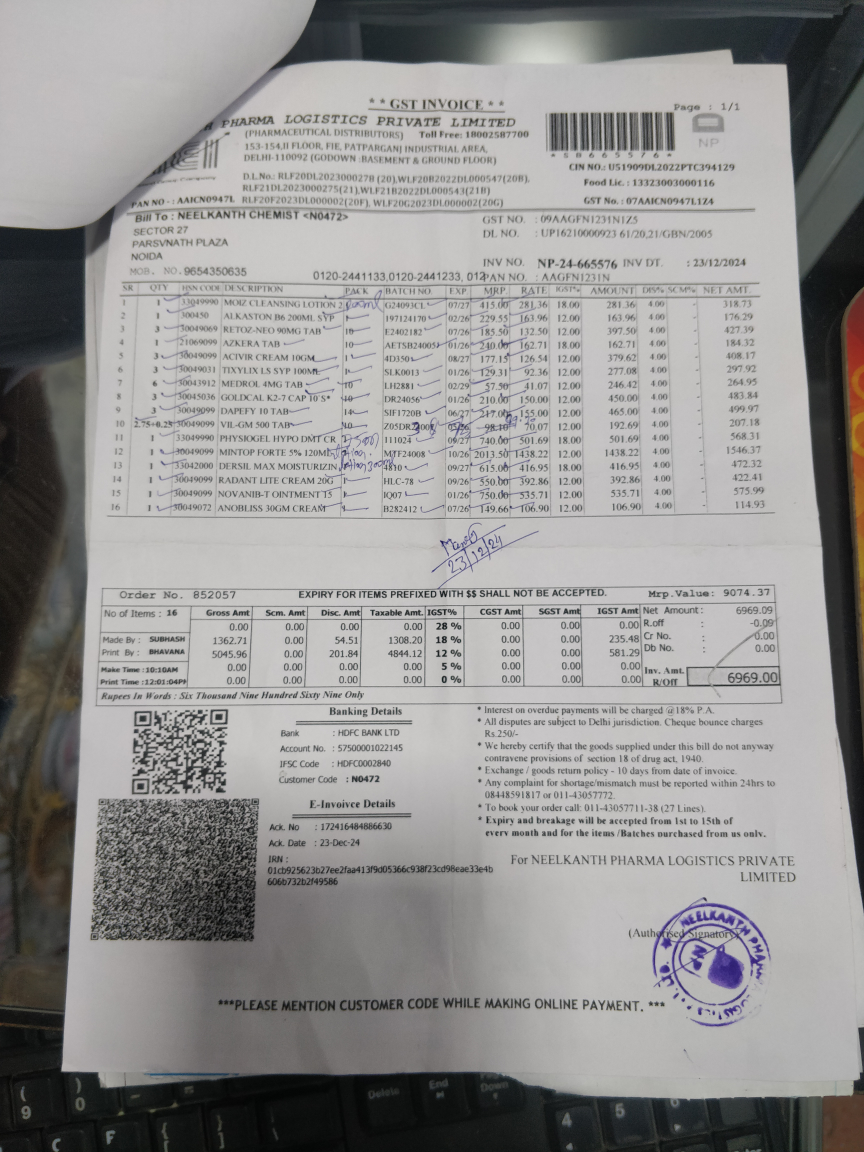 ** GST INVOICE **
Page : 1/1
PHARMA LOGISTICS PRIVATE LIMITED
(PHARMACEUTICAL DISTRIBUTORS) Toll Free: 18002587700
153-154,II FLOOR, FIE, PATPARGANJ INDUSTRIAL AREA,
DELHI-110092 (GODOWN :BASEMENT & GROUND FLOOR)
*58665576*
NP
CIN NO.: U51909DL2022PTC394129
D.L.No.: RLF20DL2023000278 (20),WLF20B2022DL000547(20B),
Food Lic. : 13323003000116
RLF21DL2023000275(21),WLF21B2022DL000543(21B)
PAN NO - : AAICN0947L RLF20F2023DL000002(20F), WLF20G2023DL000002(20G)
GST No. : 07AAICN0947L1Z4
Bill To : NEELKANTH CHEMIST <N0472>
GST NO. : 09AAGFN1231N1Z5
SECTOR 27
DL NO. : UP16210000923 61/20,21/GBN/2005
PARSVNATH PLAZA
NOIDA
INV NO. NP-24-665576 INV DT. : 23/12/2024
MOB. NO. 9654350635 0120-2441133,0120-2441233, 012 PAN NO. : AAGFN1231N
SR QTY HSN CODE DESCRIPTION PACK BATCH NO. EXP. MRP RATE IGST% AMOUNT DIS% SCM% NET AMT.
1 1 33049990 MOIZ CLEANSING LOTION 2 G24093CL 07/27 415.00 281.36 18.00 281.36 4.00 - 318.73
2 1 300450 ALKASTON B6 200ML SYP 197124170 02/26 229.55 163.96 12.00 163.96 4.00 - 176.29
3 3 30049069 RETOZ-NEO 90MG TAB 10 E2402182 07/26 185.50 132.50 12.00 397.50 4.00 - 427.39
4 1 21069099 AZKERA TAB 10 AETSB24005 01/26 240.00 162.71 18.00 162.71 4.00 - 184.32
5 3 30049099 ACIVIR CREAM 10GM 1 4D350 08/27 177.15 126.54 12.00 379.62 4.00 - 408.17
6 3 30049031 TIXYLIX LS SYP 100ML 1 SLK0013 01/26 129.31 92.36 12.00 277.08 4.00 - 297.92
7 6 30043912 MEDROL 4MG TAB 10 LH2881 02/29 57.50 41.07 12.00 246.42 4.00 - 264.95
8 3 30045036 GOLDCAL K2-7 CAP 10'S* 10 DR24056 01/26 210.00 150.00 12.00 450.00 4.00 - 483.84
9 3 30049099 DAPEFY 10 TAB 14 SIF1720B 06/27 217.00 155.00 12.00 465.00 4.00 - 499.97
10 2.75+0.25 30049099 VIL-GM 500 TAB 98.10 70.07 12.00 192.69 4.00 - 207.18
11 1 33049990 PHYSIOGEL HYPO DMT CR 111024 09/27 740.00 501.69 18.00 501.69 4.00 - 568.31
12 1 30049099 MINTOP FORTE 5% 120ML MTF24008 10/26 2013.50 1438.22 12.00 1438.22 4.00 - 1546.37
13 1 33042000 DERSIL MAX MOISTURIZIN 4810 09/27 615.00 416.95 18.00 416.95 4.00 - 472.32
14 1 30049099 RADIANT LITE CREAM 20G 1 HLC-78 09/26 550.00 392.86 12.00 392.86 4.00 - 422.41
15 1 30049099 NOVANIB-T OINTMENT 15 1 IQ07 01/26 750.00 535.71 12.00 535.71 4.00 - 575.99
16 1 30049072 ANOBLISS 30GM CREAM 1 B282412 07/26 149.66 106.90 12.00 106.90 4.00 - 114.93
23/12/24
Order No. 852057 EXPIRY FOR ITEMS PREFIXED WITH $$ SHALL NOT BE ACCEPTED. Mrp.Value: 9074.37
No of Items : 16 Gross Amt Scm. Amt Disc. Amt Taxable Amt. IGST% CGST Amt SGST Amt IGST Amt Net Amount : 6969.09
0.00 0.00 0.00 0.00 28 % 0.00 0.00 0.00 R.off : -0.09
Made By : SUBHASH 1362.71 0.00 54.51 1308.20 18 % 0.00 0.00 235.48 Cr No. : 0.00
Print By : BHAVANA 5045.96 0.00 201.84 4844.12 12 % 0.00 0.00 581.29 Db No. : 0.00
Make Time :10:10AM 0.00 0.00 0.00 0.00 5 % 0.00 0.00 0.00 Inv. Amt.
Print Time :12:01:04PM 0.00 0.00 0.00 0.00 0 % 0.00 0.00 0.00 R/Off 6969.00
Rupees In Words : Six Thousand Nine Hundred Sixty Nine Only
Banking Details
Bank : HDFC BANK LTD
Account No. : 57500001022145
IFSC Code : HDFC0002840
Customer Code : N0472
E-Invoivce Details
Ack. No : 172416484886630
Ack. Date : 23-Dec-24
IRN :
01cb925623b27ee2faa413f9d05366c938f23cd98eae33e4b
606b732b2f49586
* Interest on overdue payments will be charged @18% P.A.
* All disputes are subject to Delhi jurisdiction. Cheque bounce charges
Rs.250/-
* We hereby certify that the goods supplied under this bill do not anyway
contravene provisions of section 18 of drug act, 1940.
* Exchange / goods return policy - 10 days from date of invoice.
* Any complaint for shortage/mismatch must be reported within 24hrs to
08448591817 or 011-43057772.
* To book your order call: 011-43057711-38 (27 Lines).
* Expiry and breakage will be accepted from 1st to 15th of
every month and for the items /Batches purchased from us only.
For NEELKANTH PHARMA LOGISTICS PRIVATE
LIMITED
(Authorised Signatory)
NEELKANTH PHARMA LOGISTICS
NP
***PLEASE MENTION CUSTOMER CODE WHILE MAKING ONLINE PAYMENT. ***
Delete
End
Down
9
0
4
5
6
C
F
1